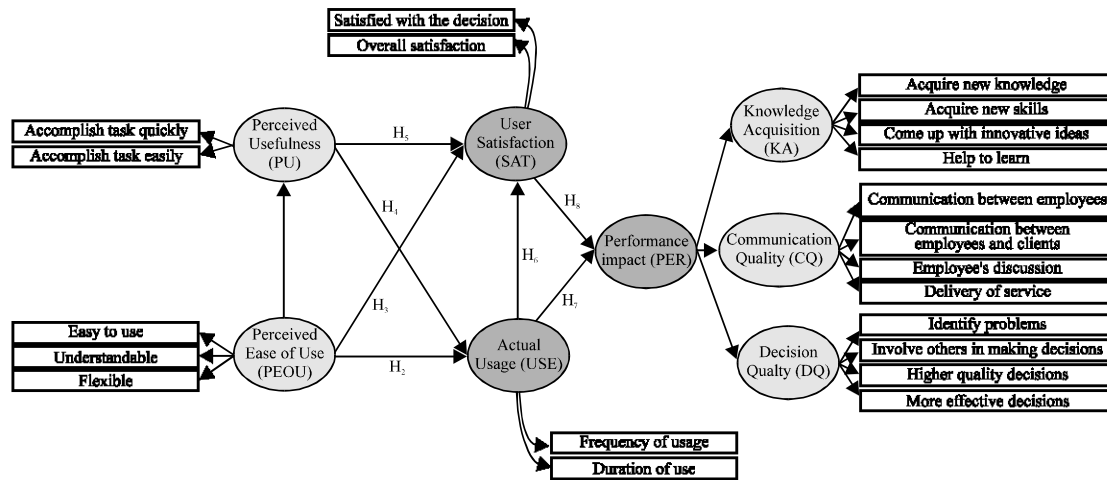 Satisfied with the decision
Overall satisfaction
Accomplish task quickly
Accomplish task easily
Perceived
Usefulness
(PU)
H5
User
Satisfaction
(SAT)
Knowledge
Acquisition
(KA)
Acquire new knowledge
Acquire new skills
Come up with innovative ideas
Help to learn
H4
H8
H6
H3
H7
H2
Performance
impact (PER)
Communication
Quality (CQ)
Communication between employees
Communication between
employees and clients
Employee's discussion
Delivery of service
Easy to use
Understandable
Flexible
Perceived
Ease of Use
(PEOU)
Actual
Usage (USE)
Decision
Qualty (DQ)
Identify problems
Involve others in making decisions
Higher quality decisions
More effective decisions
Frequency of usage
Duration of use